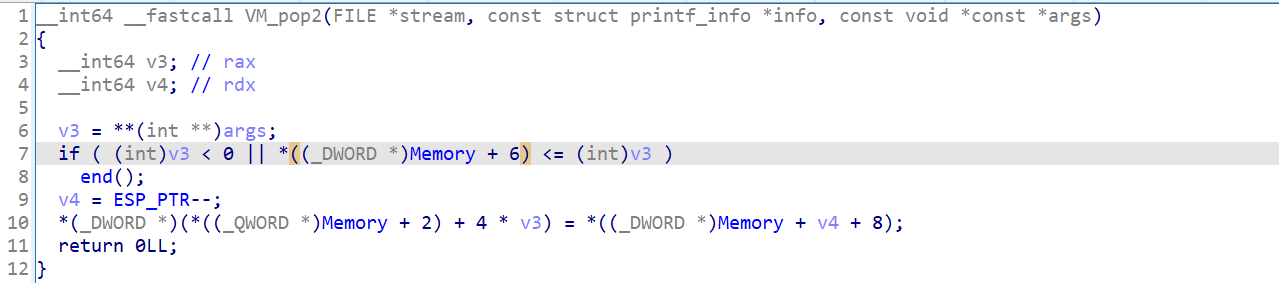 1 __int64 __fastcall VM_pop2(FILE *stream, const struct printf_info *info, const void *const *args)
2 {
3   __int64 v3; // rax
4   __int64 v4; // rdx
5
6   v3 = **(int **)args;
7   if ( (int)v3 < 0 || *((_DWORD *)Memory + 6) <= (int)v3 )
8     end();
9   v4 = ESP_PTR--;
10   *(_DWORD *)(*((_QWORD *)Memory + 2) + 4 * v3) = *((_DWORD *)Memory + v4 + 8);
11   return 0LL;
12 }